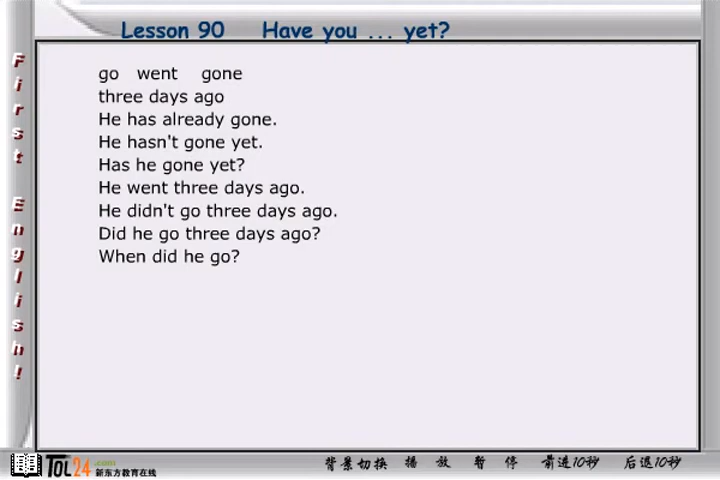 Lesson 90 Have you ... yet?
First English!
go went gone
three days ago
He has already gone.
He hasn't gone yet.
Has he gone yet?
He went three days ago.
He didn't go three days ago.
Did he go three days ago?
When did he go?
TOL24
新东方教育在线
背景切换 播放 暂停 前进10秒 后退10秒